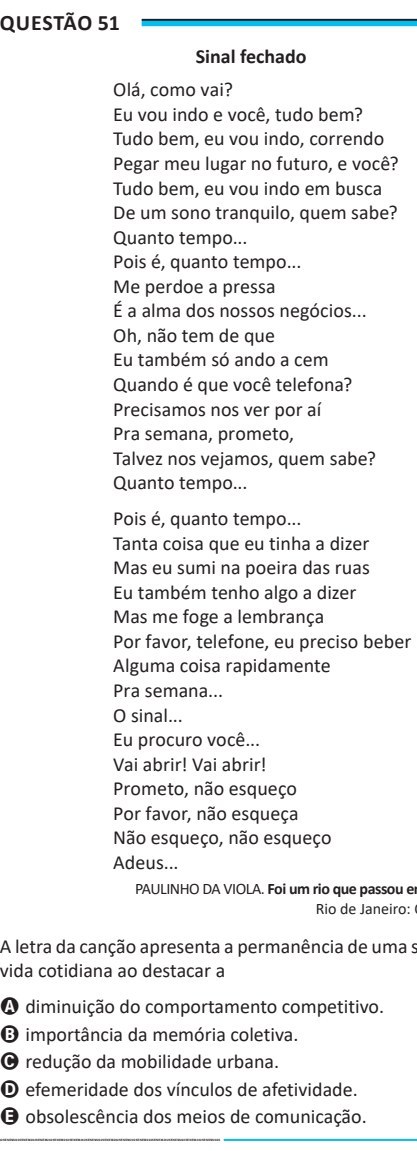 QUESTÃO 51
Sinal fechado
Olá, como vai?
Eu vou indo e você, tudo bem?
Tudo bem, eu vou indo, correndo
Pegar meu lugar no futuro, e você?
Tudo bem, eu vou indo em busca
De um sono tranquilo, quem sabe?
Quanto tempo...
Pois é, quanto tempo...
Me perdoe a pressa
É a alma dos nossos negócios...
Oh, não tem de que
Eu também só ando a cem
Quando é que você telefona?
Precisamos nos ver por aí
Pra semana, prometo,
Talvez nos vejamos, quem sabe?
Quanto tempo...
Pois é, quanto tempo...
Tanta coisa que eu tinha a dizer
Mas eu sumi na poeira das ruas
Eu também tenho algo a dizer
Mas me foge a lembrança
Por favor, telefone, eu preciso beber
Alguma coisa rapidamente
Pra semana...
O sinal...
Eu procuro você...
Vai abrir! Vai abrir!
Prometo, não esqueço
Por favor, não esqueça
Não esqueço, não esqueço
Adeus...
PAULINHO DA VIOLA. Foi um rio que passou
Rio de Janeiro:
A letra da canção apresenta a permanência de uma
vida cotidiana ao destacar a
A diminuição do comportamento competitivo.
B importância da memória coletiva.
C redução da mobilidade urbana.
D efemeridade dos vínculos de afetividade.
E obsolescência dos meios de comunicação.